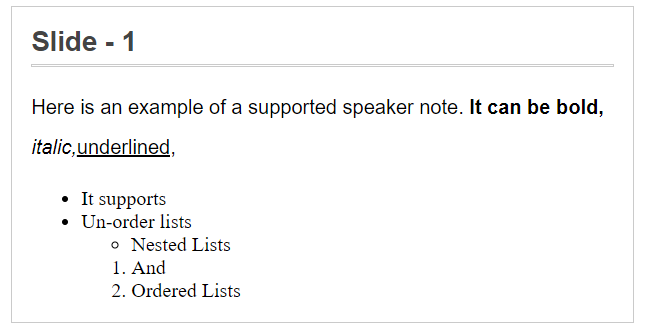 Slide - 1
Here is an example of a supported speaker note. It can be bold,
italic,underlined,
• It supports
• Un-order lists
○ Nested Lists
1. And
2. Ordered Lists